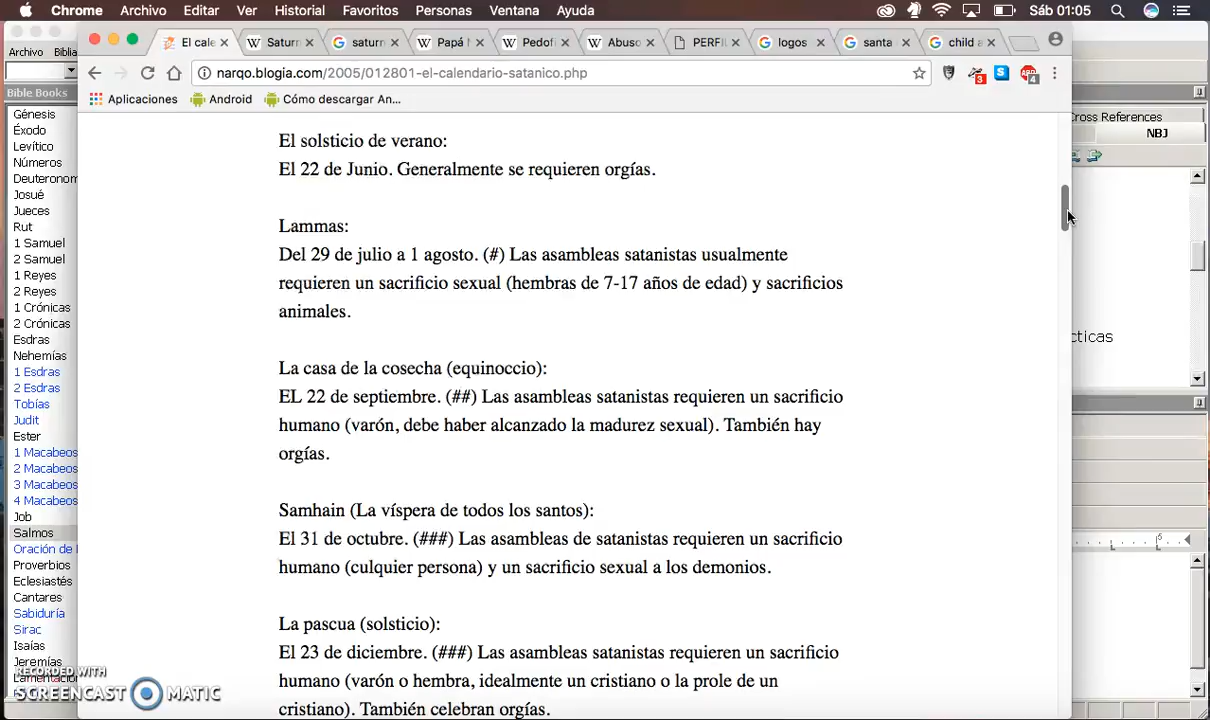 Chrome Archivo Editar Ver Historial Favoritos Personas Ventana Ayuda Sáb 01:05
Archivo Biblia
El cale Saturn saturn Papá N Pedofi Abuso PERFIL logos santa child a
narqo.blogia.com/2005/012801-el-calendario-satanico.php
3
4
Aplicaciones Android Cómo descargar An...
Bible Books
Génesis
Éxodo
Levítico
Números
Deuteronom
Josué
Jueces
Rut
1 Samuel
2 Samuel
1 Reyes
2 Reyes
1 Crónicas
2 Crónicas
Esdras
Nehemías
1 Esdras
2 Esdras
Tobías
Judit
Ester
1 Macabeos
2 Macabeos
3 Macabeos
4 Macabeos
Job
Salmos
Oración de
Proverbios
Eclesiastés
Cantares
Sabiduría
Sirac
Isaías
Jeremías
Lamentacion
El solsticio de verano:
El 22 de Junio. Generalmente se requieren orgías.
Lammas:
Del 29 de julio a 1 agosto. (#) Las asambleas satanistas usualmente
requieren un sacrificio sexual (hembras de 7-17 años de edad) y sacrificios
animales.
La casa de la cosecha (equinoccio):
EL 22 de septiembre. (##) Las asambleas satanistas requieren un sacrificio
humano (varón, debe haber alcanzado la madurez sexual). También hay
orgías.
Samhain (La víspera de todos los santos):
El 31 de octubre. (###) Las asambleas de satanistas requieren un sacrificio
humano (culquier persona) y un sacrificio sexual a los demonios.
La pascua (solsticio):
El 23 de diciembre. (###) Las asambleas satanistas requieren un sacrificio
humano (varón o hembra, idealmente un cristiano o la prole de un
cristiano). También celebran orgías.
Cross References
NBJ
cticas
5
RECORDED WITH
SCREENCAST MATIC